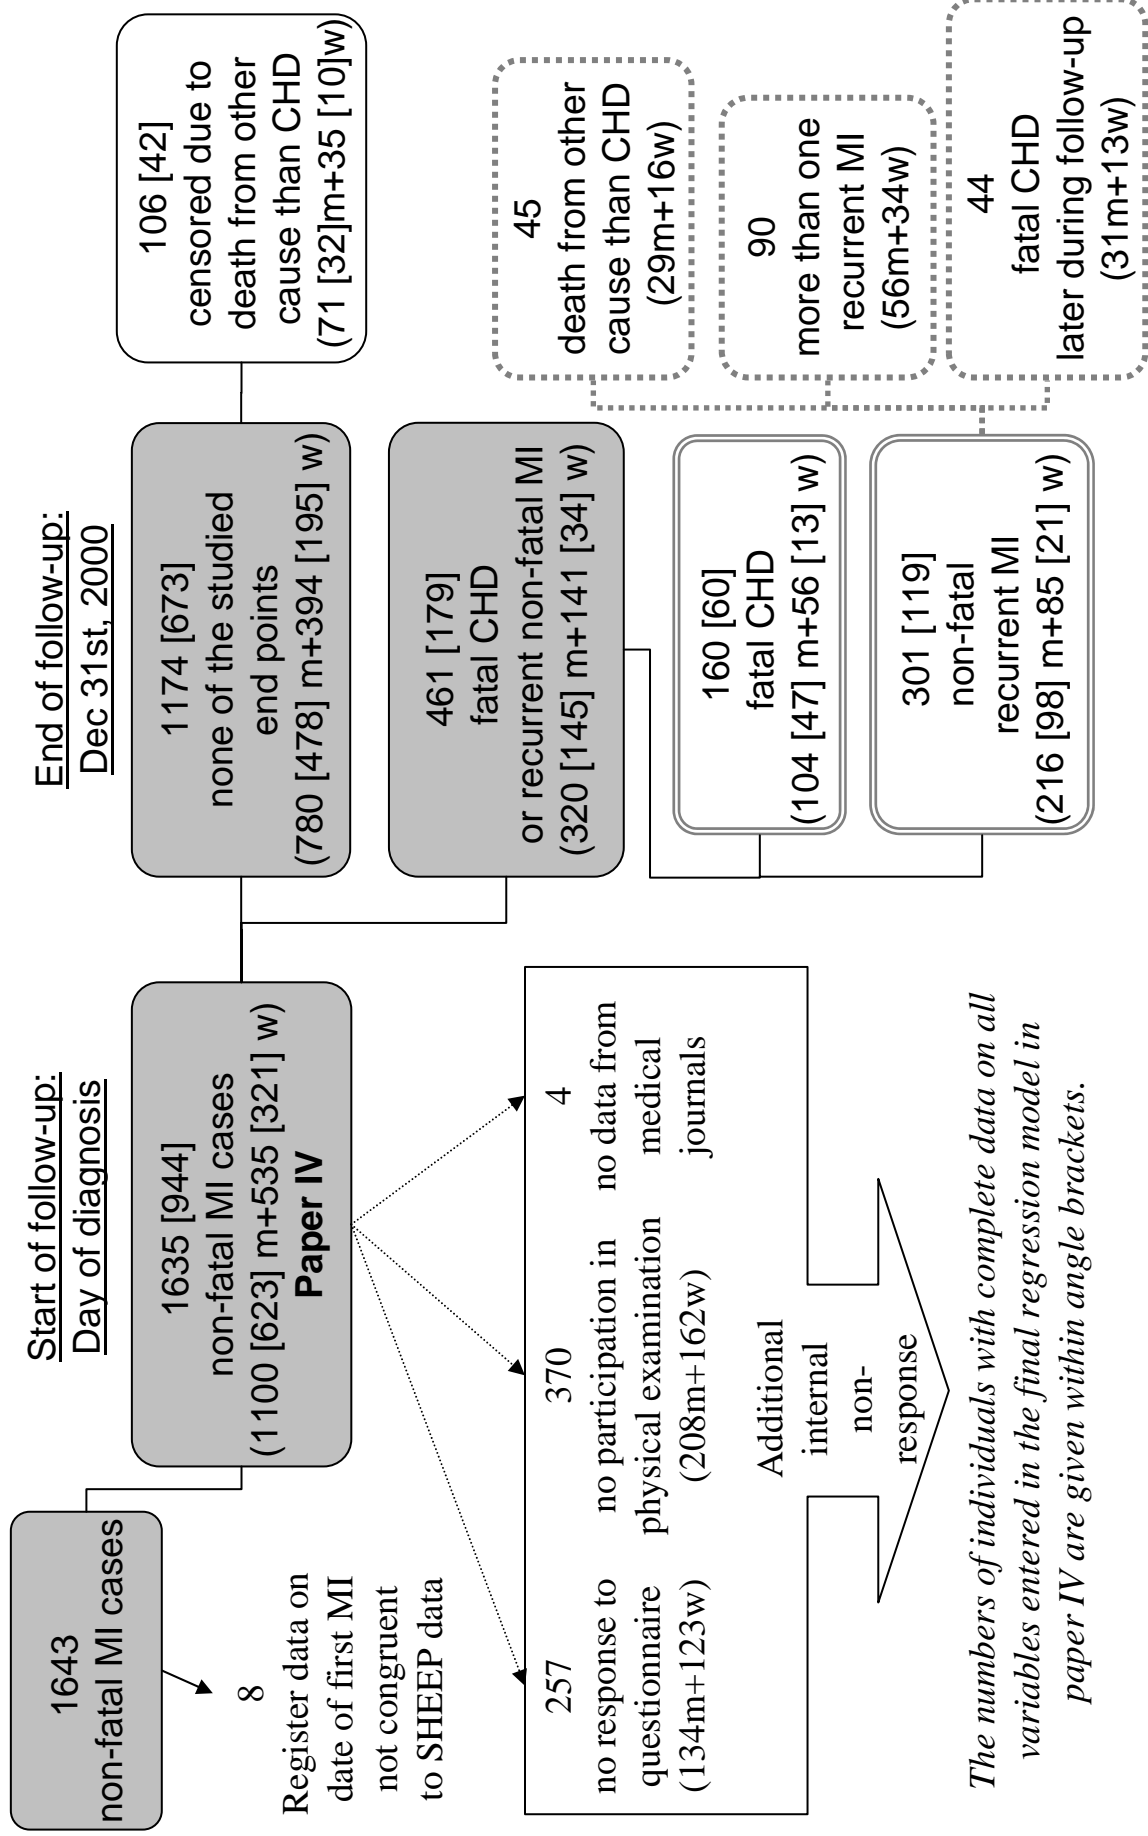 1643
non-fatal MI cases
8
Register data on
date of first MI
not congruent
to SHEEP data
Start of follow-up:
Day of diagnosis
1635 [944]
non-fatal MI cases
(1100 [623] m+535 [321] w)
Paper IV
257
no response to
questionnaire
(134m+123w)
370
no participation in
physical examination
(208m+162w)
4
no data from
medical
journals
Additional
internal
non-
response
The numbers of individuals with complete data on all
variables entered in the final regression model in
paper IV are given within angle brackets.
End of follow-up:
Dec 31st, 2000
1174 [673]
none of the studied
end points
(780 [478] m+394 [195] w)
461 [179]
fatal CHD
or recurrent non-fatal MI
(320 [145] m+141 [34] w)
160 [60]
fatal CHD
(104 [47] m+56 [13] w)
301 [119]
non-fatal
recurrent MI
(216 [98] m+85 [21] w)
106 [42]
censored due to
death from other
cause than CHD
(71 [32]m+35 [10]w)
45
death from other
cause than CHD
(29m+16w)
90
more than one
recurrent MI
(56m+34w)
44
fatal CHD
later during follow-up
(31m+13w)